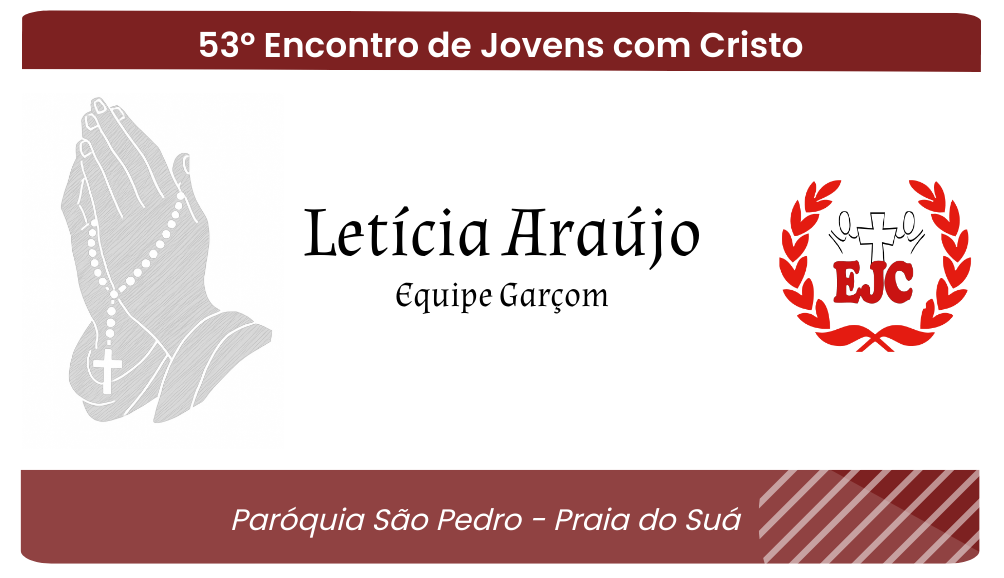 53º Encontro de Jovens com Cristo
Letícia Araújo
Equipe Garçom
EJC
Paróquia São Pedro - Praia do Suá